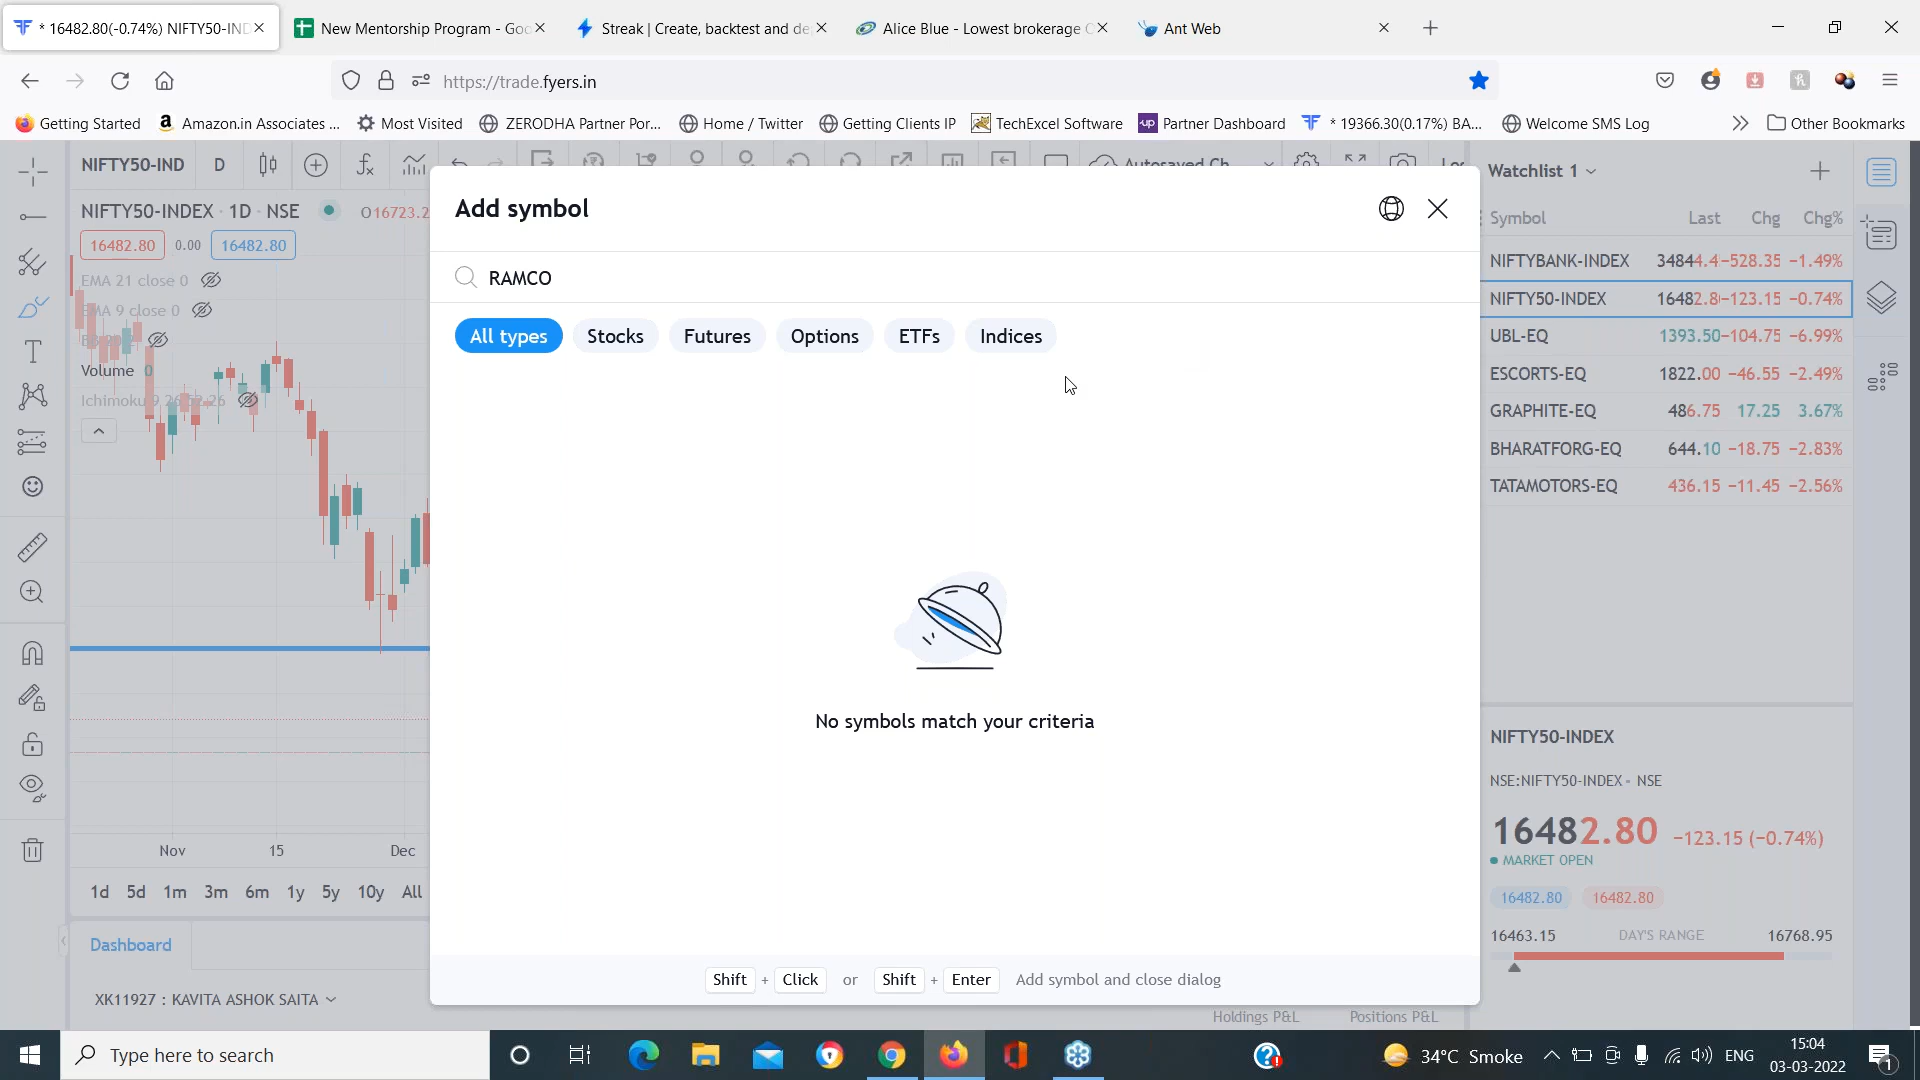 * 16482.80(-0.74%) NIFTY50-IND
New Mentorship Program - Goo
Streak | Create, backtest and de
Alice Blue - Lowest brokerage C
Ant Web
https://trade.fyers.in
Getting Started
Amazon.in Associates ...
Most Visited
ZERODHA Partner Por...
Home / Twitter
Getting Clients IP
TechExcel Software
up Partner Dashboard
* 19366.30(0.17%) BA...
Welcome SMS Log
Other Bookmarks
NIFTY50-IND D
Autosaved Ch
NIFTY50-INDEX · 1D · NSE O16723.2
16482.80 0.00 16482.80
EMA 21 close 0
EMA 9 close 0
Volume 0
Ichimoku 9 26 52 26
Nov 15 Dec
1d 5d 1m 3m 6m 1y 5y 10y All
Dashboard
XK11927 : KAVITA ASHOK SAITA
Add symbol
RAMCO
All types Stocks Futures Options ETFs Indices
No symbols match your criteria
Shift + Click or Shift + Enter Add symbol and close dialog
Holdings P&L Positions P&L
Watchlist 1
Symbol Last Chg Chg%
NIFTYBANK-INDEX 34844.4 -528.35 -1.49%
NIFTY50-INDEX 16482.8 -123.15 -0.74%
UBL-EQ 1393.50 -104.75 -6.99%
ESCORTS-EQ 1822.00 -46.55 -2.49%
GRAPHITE-EQ 486.75 17.25 3.67%
BHARATFORG-EQ 644.10 -18.75 -2.83%
TATAMOTORS-EQ 436.15 -11.45 -2.56%
NIFTY50-INDEX
NSE:NIFTY50-INDEX - NSE
16482.80 -123.15 (-0.74%)
MARKET OPEN
16482.80 16482.80
16463.15 DAY'S RANGE 16768.95
Type here to search
34°C Smoke
ENG
15:04
03-03-2022
1